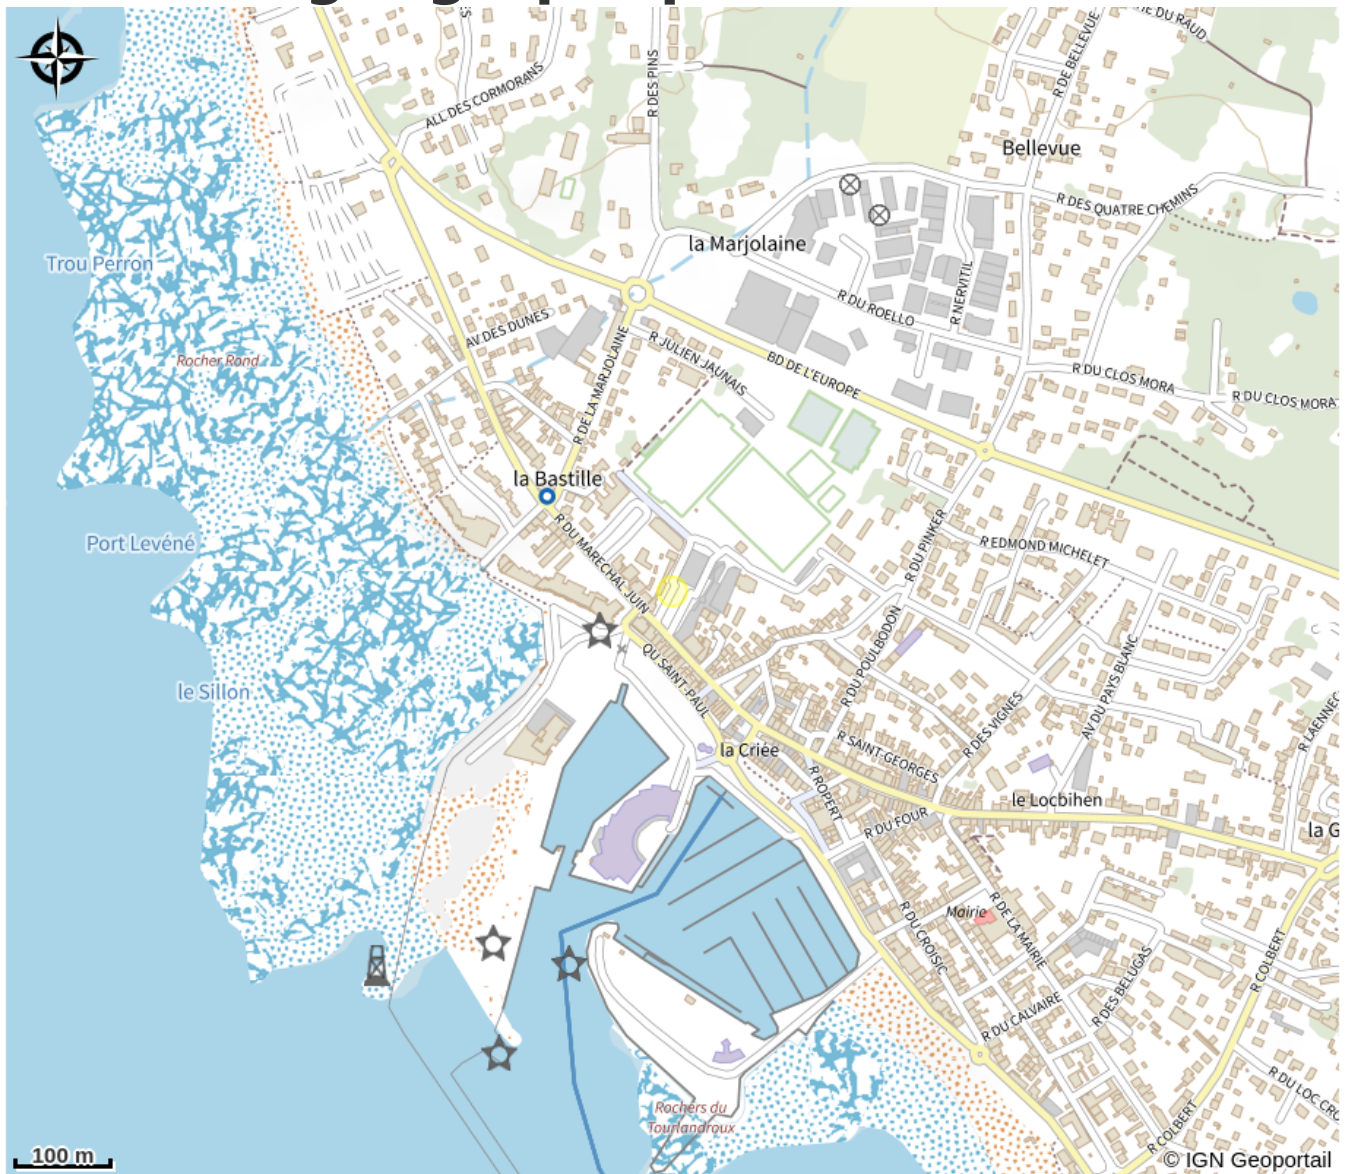 R DU RAUD
R DE BELLEVUE
R DES PINS
ALL DES CORMORANS
Bellevue
R DES QUATRE CHEMINS
la Marjolaine
Trou Perron
R NERVITIL
R DU ROELLO
AV DES DUNES
R JULIEN JAUNAIS
Rocher Rond
BD DE L'EUROPE
R DU CLOS MORA
R DE LA MARJOLAINE
R DU CLOS MORA
la Bastille
Port Lévéné
R DU MARECHAL JUIN
R DU PINKER
R EDMOND MICHELET
R DU POULBODON
QU SAINT-PAUL
AV DU PAYS BLANC
le Sillon
R DES VIGNES
R LAENNEC
la Criée
R SAINT-GEORGES
R ROPERT
le Locbihen
R DU FOUR
la G
Mairie
R DU CROISIC
R DE LA MAIRIE
R COLBERT
R DES BELUGAS
R DU CALVAIRE
R DU LOC CRO
Rochers du
Tourlandroux
R COLBERT
100 m
© IGN Geoportail